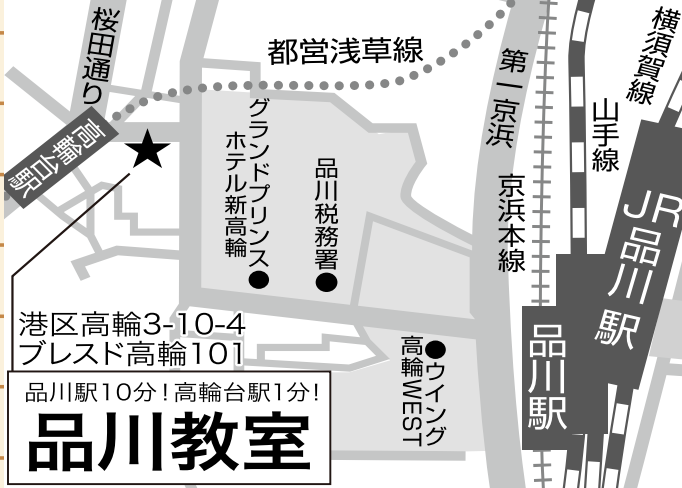 桜田通り
都営浅草線
第一京浜
横須賀線
山手線
高輪台駅
グランドプリンス
ホテル新高輪
品川税務署
京浜本線
JR品川駅
品川駅
ウイング
高輪WEST
港区高輪3-10-4
ブレスド高輪101
品川駅10分！高輪台駅1分！
品川教室